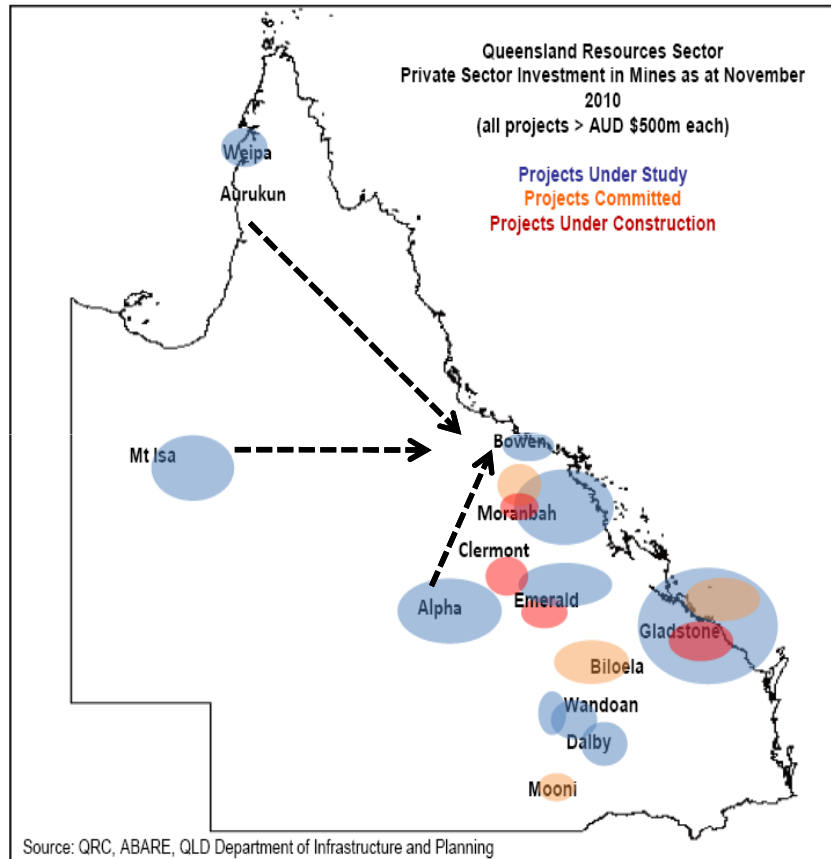 Queensland Resources Sector
Private Sector Investment in Mines as at November
2010
(all projects > AUD $500m each)
Projects Under Study
Projects Committed
Projects Under Construction
Weipa
Aurukun
Mt Isa
Bowen
Moranbah
Clermont
Emerald
Alpha
Gladstone
Biloela
Wandoan
Dalby
Mooni
Source: QRC, ABARE, QLD Department of Infrastructure and Planning